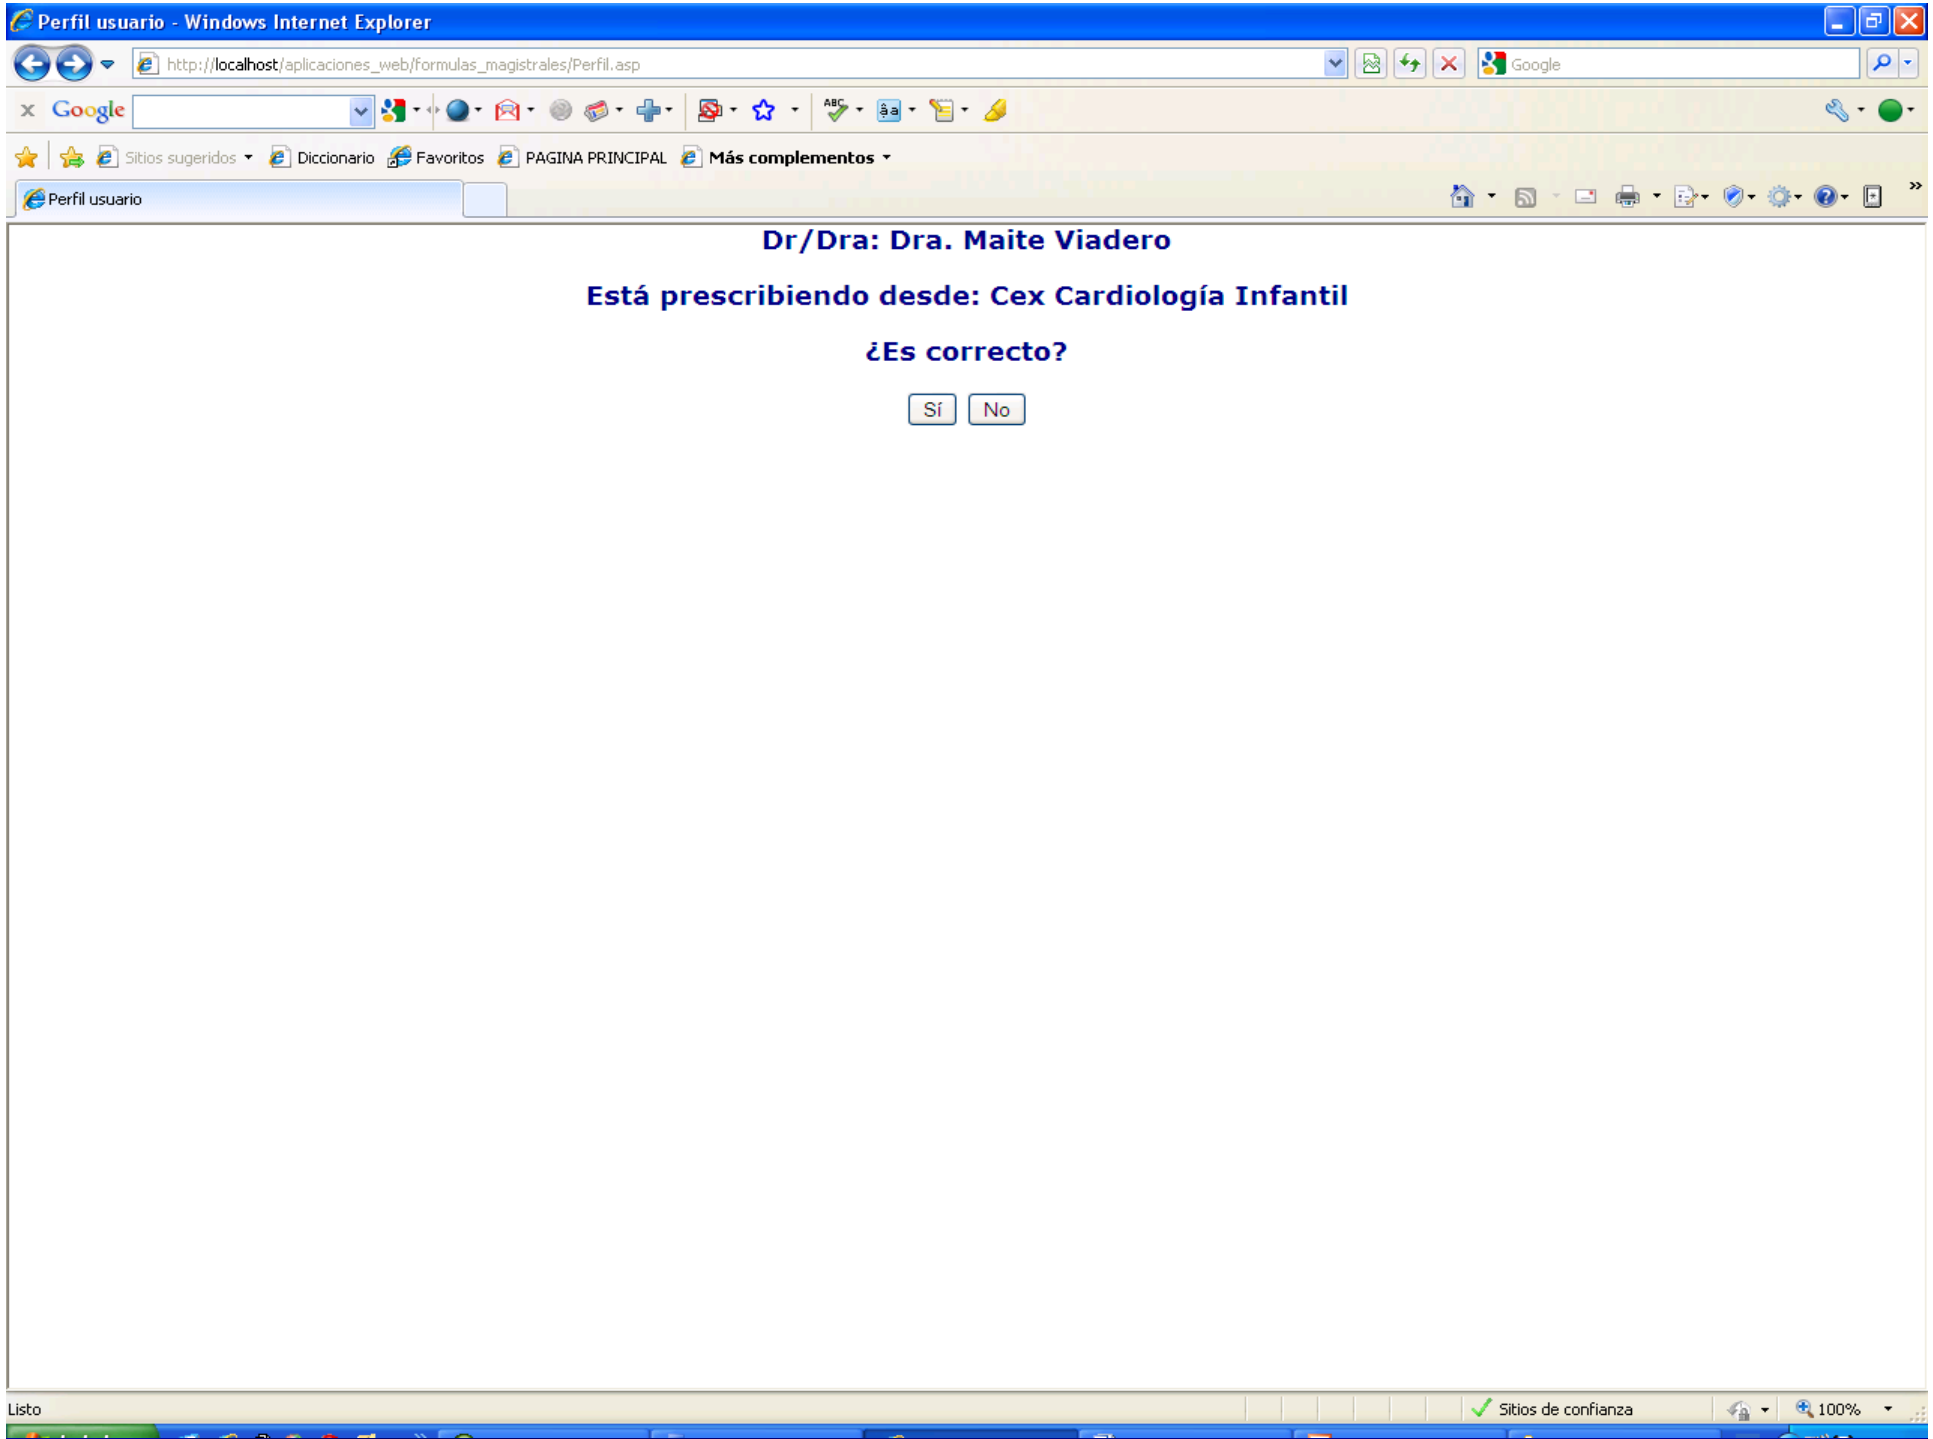 Perfil usuario - Windows Internet Explorer
http://localhost/aplicaciones_web/formulas_magistrales/Perfil.asp
Google
x Google
ABC
Sitios sugeridos
Diccionario
Favoritos
PAGINA PRINCIPAL
Más complementos
Perfil usuario
Dr/Dra: Dra. Maite Viadero
Está prescribiendo desde: Cex Cardiología Infantil
¿Es correcto?
Sí No
Listo
Sitios de confianza
100%